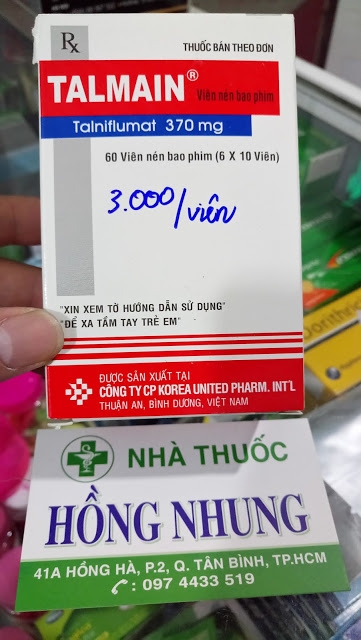 Rx
THUỐC BÁN THEO ĐƠN
TALMAIN®
Viên nén bao phim
Talniflumat 370 mg
60 Viên nén bao phim (6 X 10 Viên)
3.000/viên
"XIN XEM TỜ HƯỚNG DẪN SỬ DỤNG"
"ĐỂ XA TẦM TAY TRẺ EM"
ĐƯỢC SẢN XUẤT TẠI
CÔNG TY CP KOREA UNITED PHARM. INT'L
THUẬN AN, BÌNH DƯƠNG, VIỆT NAM
NHÀ THUỐC
HỒNG NHUNG
41A HỒNG HÀ, P.2, Q. TÂN BÌNH, TP.HCM
: 097 4433 519